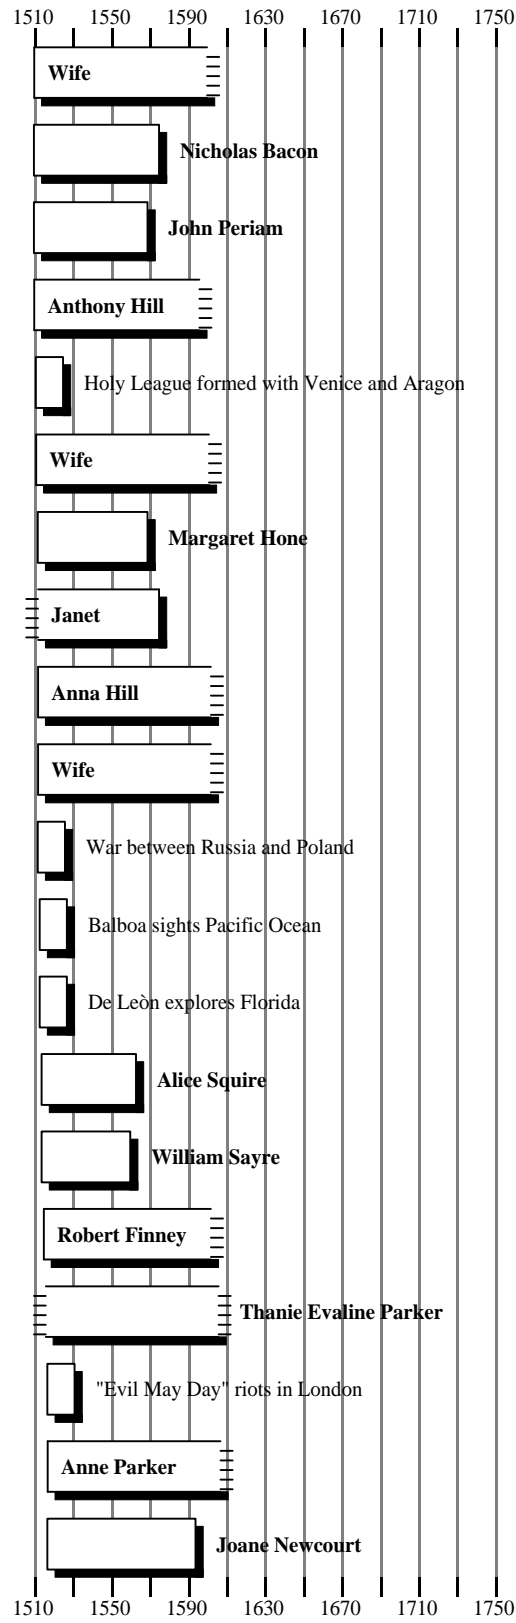 1510 1550 1590 1630 1670 1710 1750
Wife
Nicholas Bacon
John Periam
Anthony Hill
Holy League formed with Venice and Aragon
Wife
Margaret Hone
Janet
Anna Hill
Wife
War between Russia and Poland
Balboa sights Pacific Ocean
De Leòn explores Florida
Alice Squire
William Sayre
Robert Finney
Thanie Evaline Parker
"Evil May Day" riots in London
Anne Parker
Joane Newcourt
1510 1550 1590 1630 1670 1710 1750